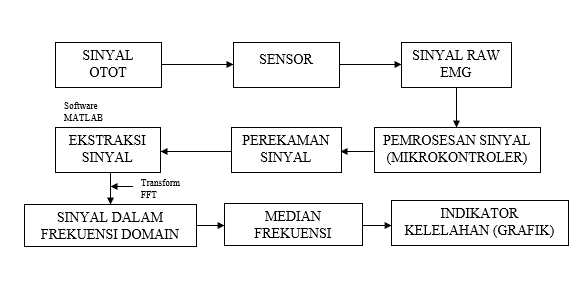 SINYAL
OTOT
SENSOR
SINYAL RAW
EMG
PEMROSESAN SINYAL
(MIKROKONTROLER)
PEREKAMAN
SINYAL
Software
MATLAB
EKSTRAKSI
SINYAL
Transform
FFT
SINYAL DALAM
FREKUENSI DOMAIN
MEDIAN
FREKUENSI
INDIKATOR
KELELAHAN (GRAFIK)